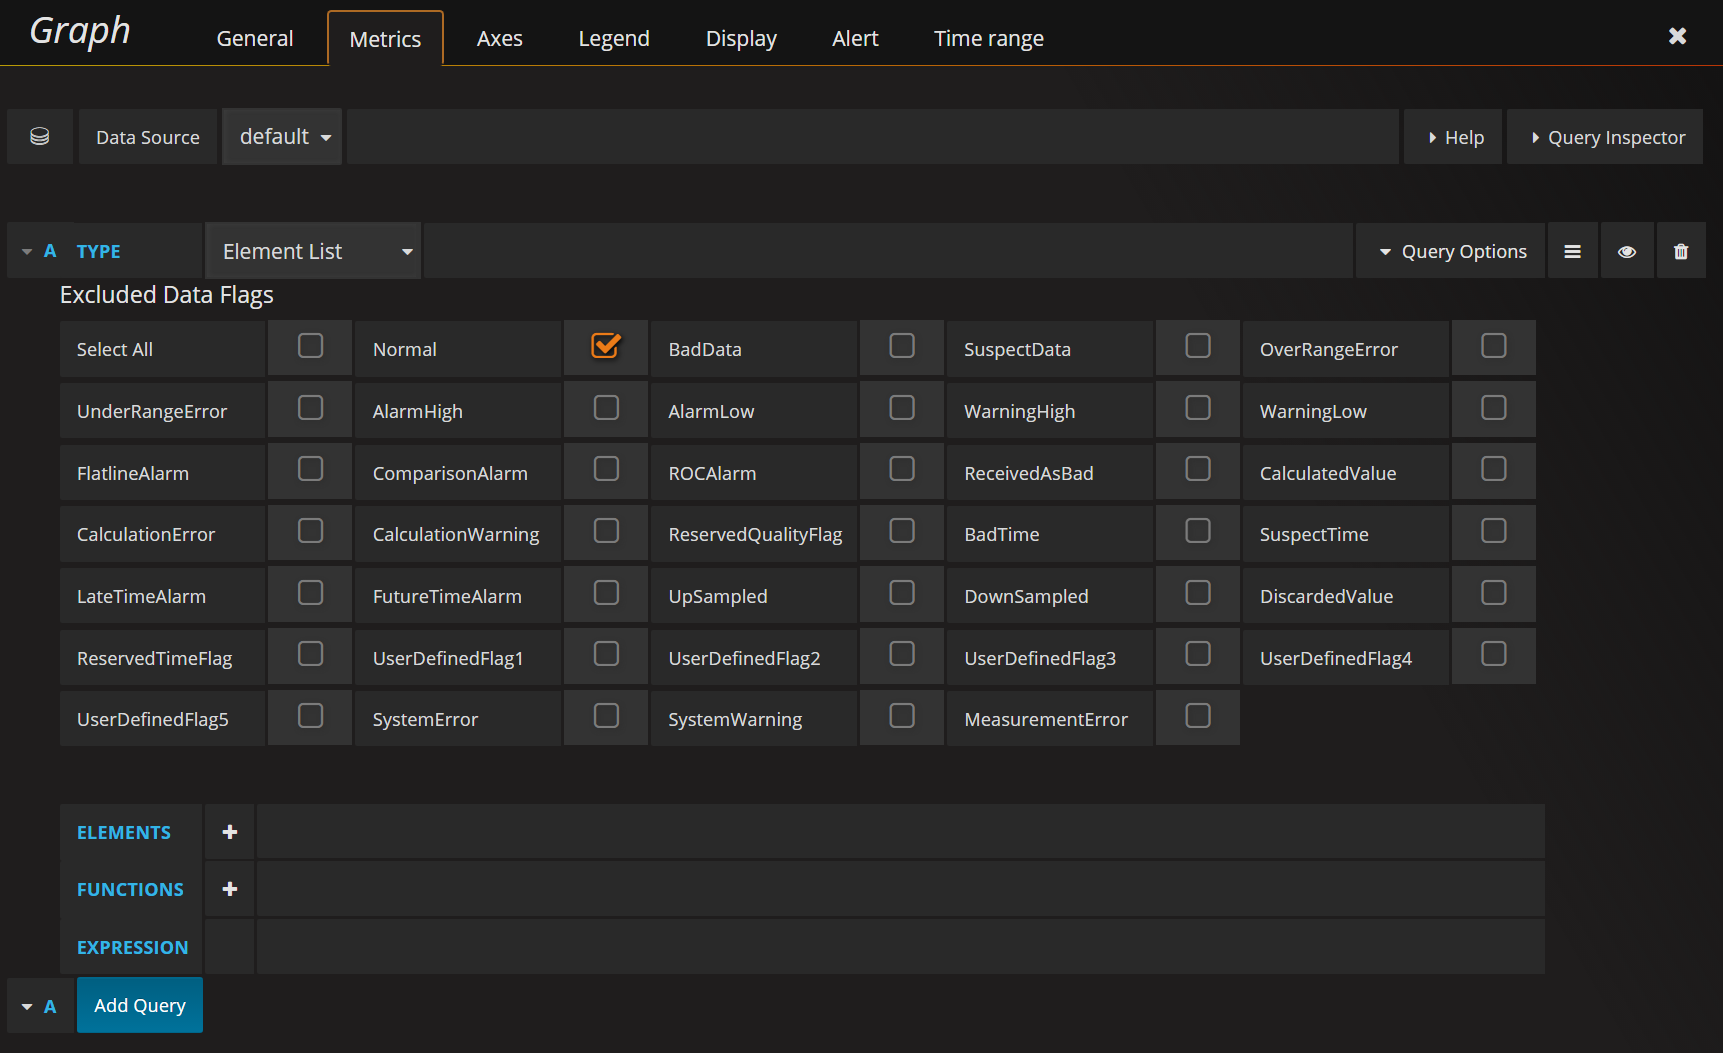 Graph General Metrics Axes Legend Display Alert Time range
Data Source default Help Query Inspector
A TYPE Element List Query Options
Excluded Data Flags
Select All Normal BadData SuspectData OverRangeError
UnderRangeError AlarmHigh AlarmLow WarningHigh WarningLow
FlatlineAlarm ComparisonAlarm ROCAlarm ReceivedAsBad CalculatedValue
CalculationError CalculationWarning ReservedQualityFlag BadTime SuspectTime
LateTimeAlarm FutureTimeAlarm UpSampled DownSampled DiscardedValue
ReservedTimeFlag UserDefinedFlag1 UserDefinedFlag2 UserDefinedFlag3 UserDefinedFlag4
UserDefinedFlag5 SystemError SystemWarning MeasurementError
ELEMENTS
FUNCTIONS
EXPRESSION
A Add Query